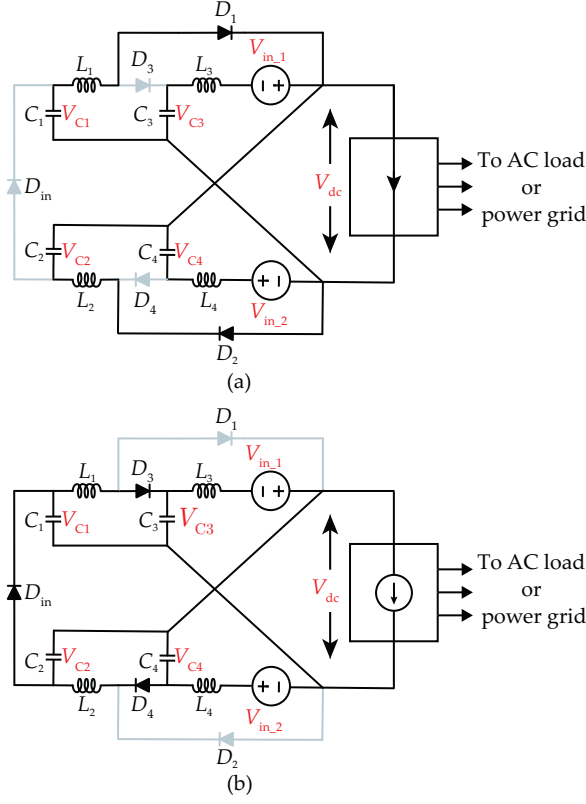 D1
Vin_1
L1
D3
L3
C1
VC1
C3
VC3
Din
Vdc
To AC load
or
power grid
C2
VC2
C4
VC4
L2
D4
L4
Vin_2
D2
(a)
D1
Vin_1
L1
D3
L3
C1
VC1
C3
VC3
Din
Vdc
To AC load
or
power grid
C2
VC2
C4
VC4
L2
D4
L4
Vin_2
D2
(b)